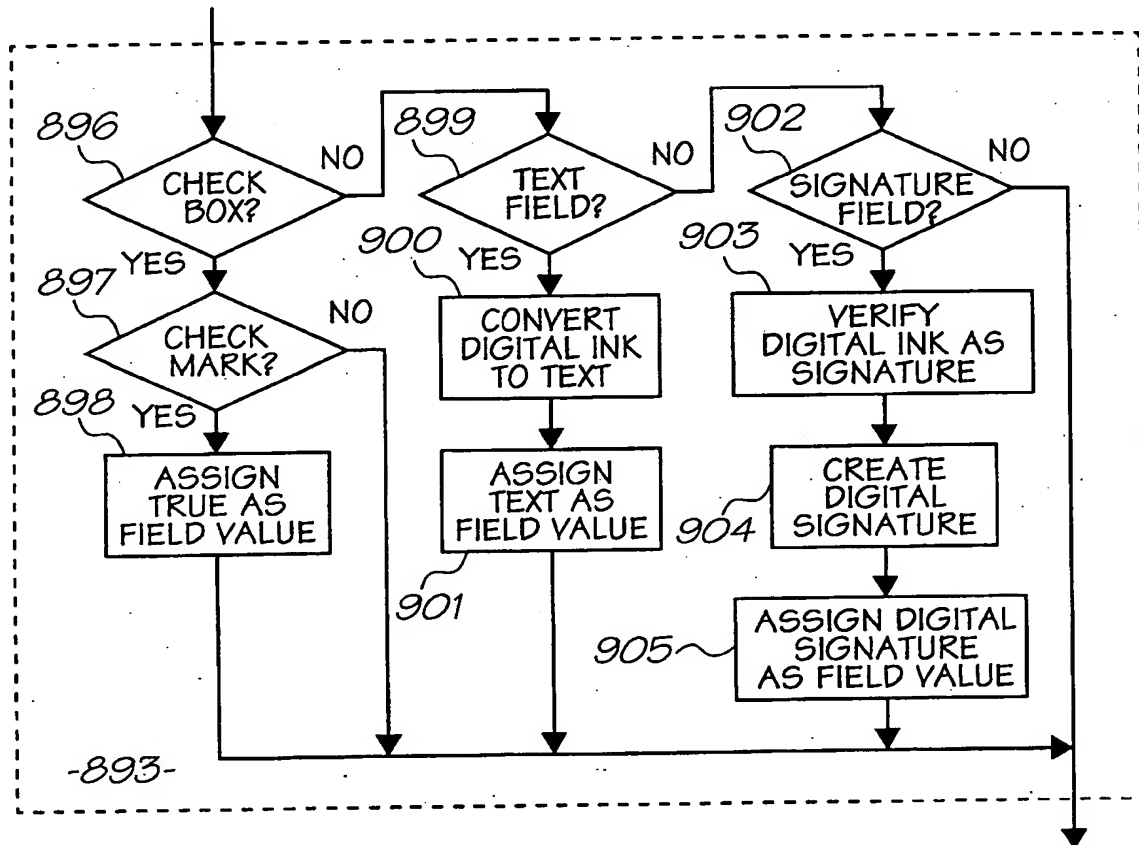 896
CHECK
BOX?
NO
YES
897
CHECK
MARK?
NO
YES
898
ASSIGN
TRUE AS
FIELD VALUE
899
TEXT
FIELD?
NO
YES
900
CONVERT
DIGITAL INK
TO TEXT
ASSIGN
TEXT AS
FIELD VALUE
901
902
SIGNATURE
FIELD?
NO
YES
903
VERIFY
DIGITAL INK AS
SIGNATURE
CREATE
DIGITAL
SIGNATURE
904
ASSIGN DIGITAL
SIGNATURE
AS FIELD VALUE
905
-893-